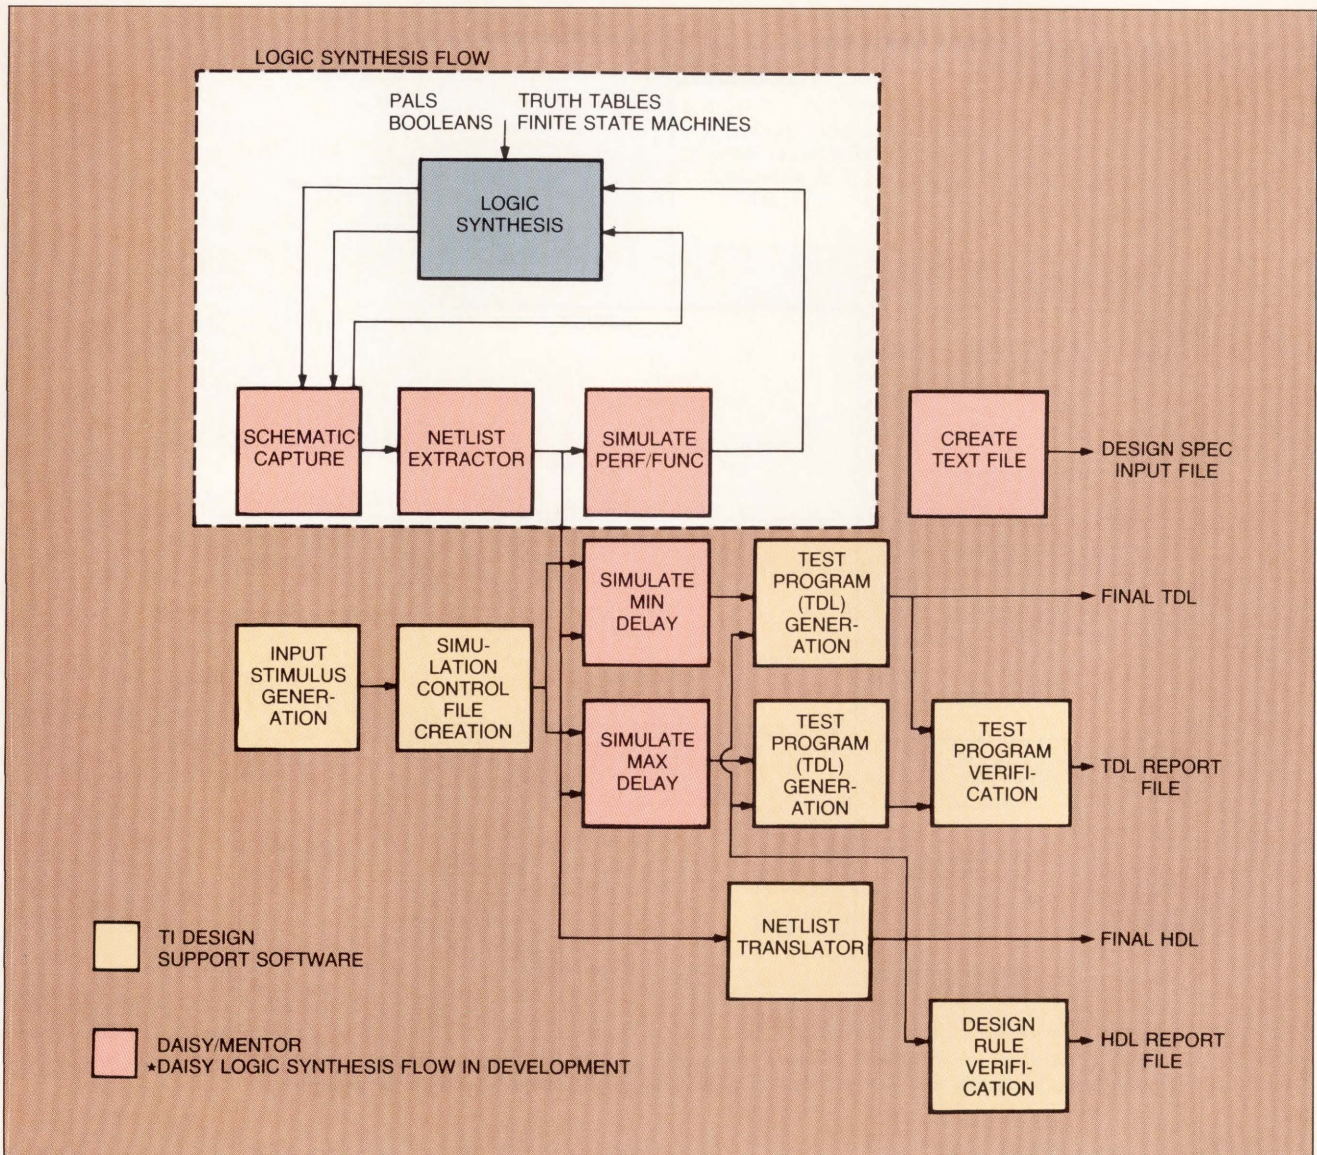 LOGIC SYNTHESIS FLOW
PALS
BOOLEANS
TRUTH TABLES
FINITE STATE MACHINES
LOGIC
SYNTHESIS
SCHEMATIC
CAPTURE
NETLIST
EXTRACTOR
SIMULATE
PERF/FUNC
CREATE
TEXT FILE
DESIGN SPEC
INPUT FILE
SIMULATE
MIN
DELAY
TEST
PROGRAM
(TDL)
GENER-
ATION
FINAL TDL
INPUT
STIMULUS
GENER-
ATION
SIMU-
LATION
CONTROL
FILE
CREATION
SIMULATE
MAX
DELAY
TEST
PROGRAM
(TDL)
GENER-
ATION
TEST
PROGRAM
VERIFI-
CATION
TDL REPORT
FILE
NETLIST
TRANSLATOR
FINAL HDL
TI DESIGN
SUPPORT SOFTWARE
DESIGN
RULE
VERIFI-
CATION
HDL REPORT
FILE
DAISY/MENTOR
★DAISY LOGIC SYNTHESIS FLOW IN DEVELOPMENT